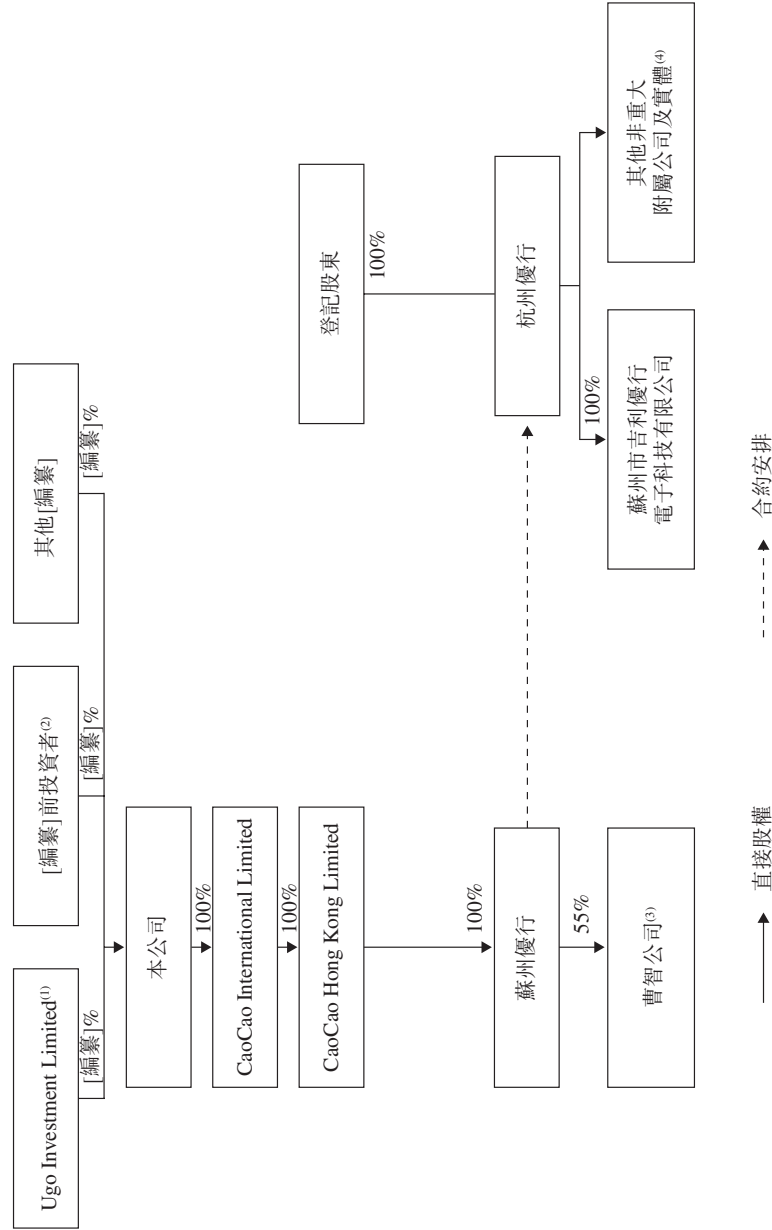 Ugo Investment Limited(1)
[編纂]前投資者(2)
其他[編纂]
[編纂]%
[編纂]%
[編纂]%
本公司
100%
CaoCao International Limited
100%
CaoCao Hong Kong Limited
登記股東
100%
100%
蘇州優行
杭州優行
55%
100%
曹智公司(3)
蘇州市吉利優行
電子科技有限公司
其他非重大
附屬公司及實體(4)
直接股權
合約安排